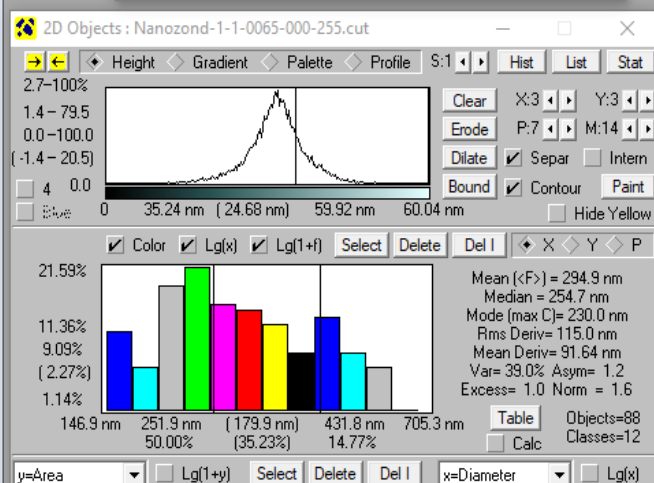 2D Objects : Nanozond-1-1-0065-000-255.cut
Height Gradient Palette Profile S:1 Hist List Stat
2.7-100%
1.4 - 79.5
0.0 -100.0
(-1.4 - 20.5)
4 0.0
Blue 0 35.24 nm (24.68 nm) 59.92 nm 60.04 nm
Clear X:3 Y:3
Erode P:7 M:14
Dilate Separ Intern
Bound Contour Paint
Hide Yellow
Color Lg(x) Lg(1+f) Select Delete Del I X Y P
21.59%
11.36%
9.09%
(2.27%)
1.14%
146.9 nm 251.9 nm (179.9 nm) 431.8 nm 705.3 nm
50.00% (35.23%) 14.77%
Mean (<F>) = 294.9 nm
Median = 254.7 nm
Mode (max C)= 230.0 nm
Rms Deriv= 115.0 nm
Mean Deriv= 91.64 nm
Var= 39.0% Asym= 1.2
Excess= 1.0 Norm = 1.6
Table Objects=88
Calc Classes=12
y=Area Lg(1+y) Select Delete Del I x=Diameter Lg(x)